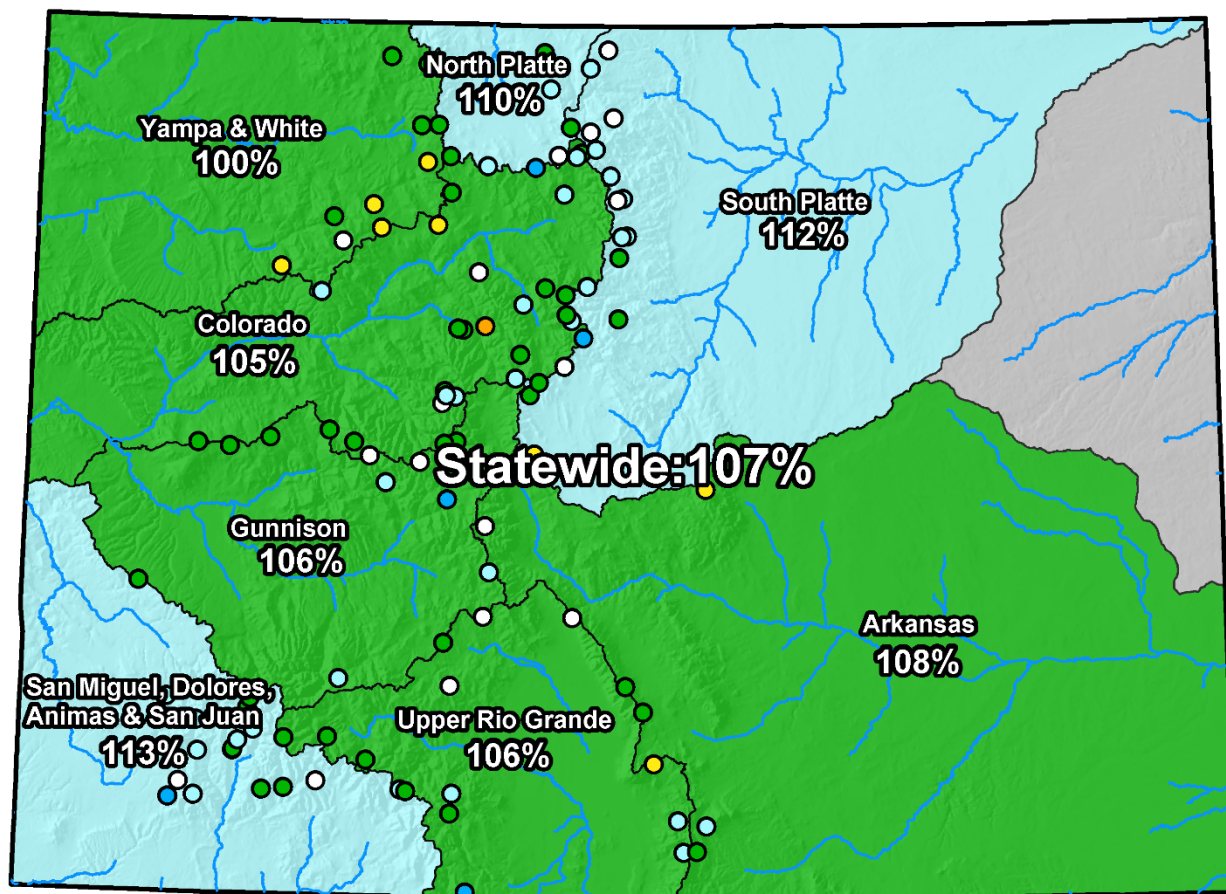 North Platte
110%
Yampa & White
100%
South Platte
112%
Colorado
105%
Statewide:107%
Gunnison
106%
Arkansas
108%
San Miguel, Dolores,
Animas & San Juan
113%
Upper Rio Grande
106%